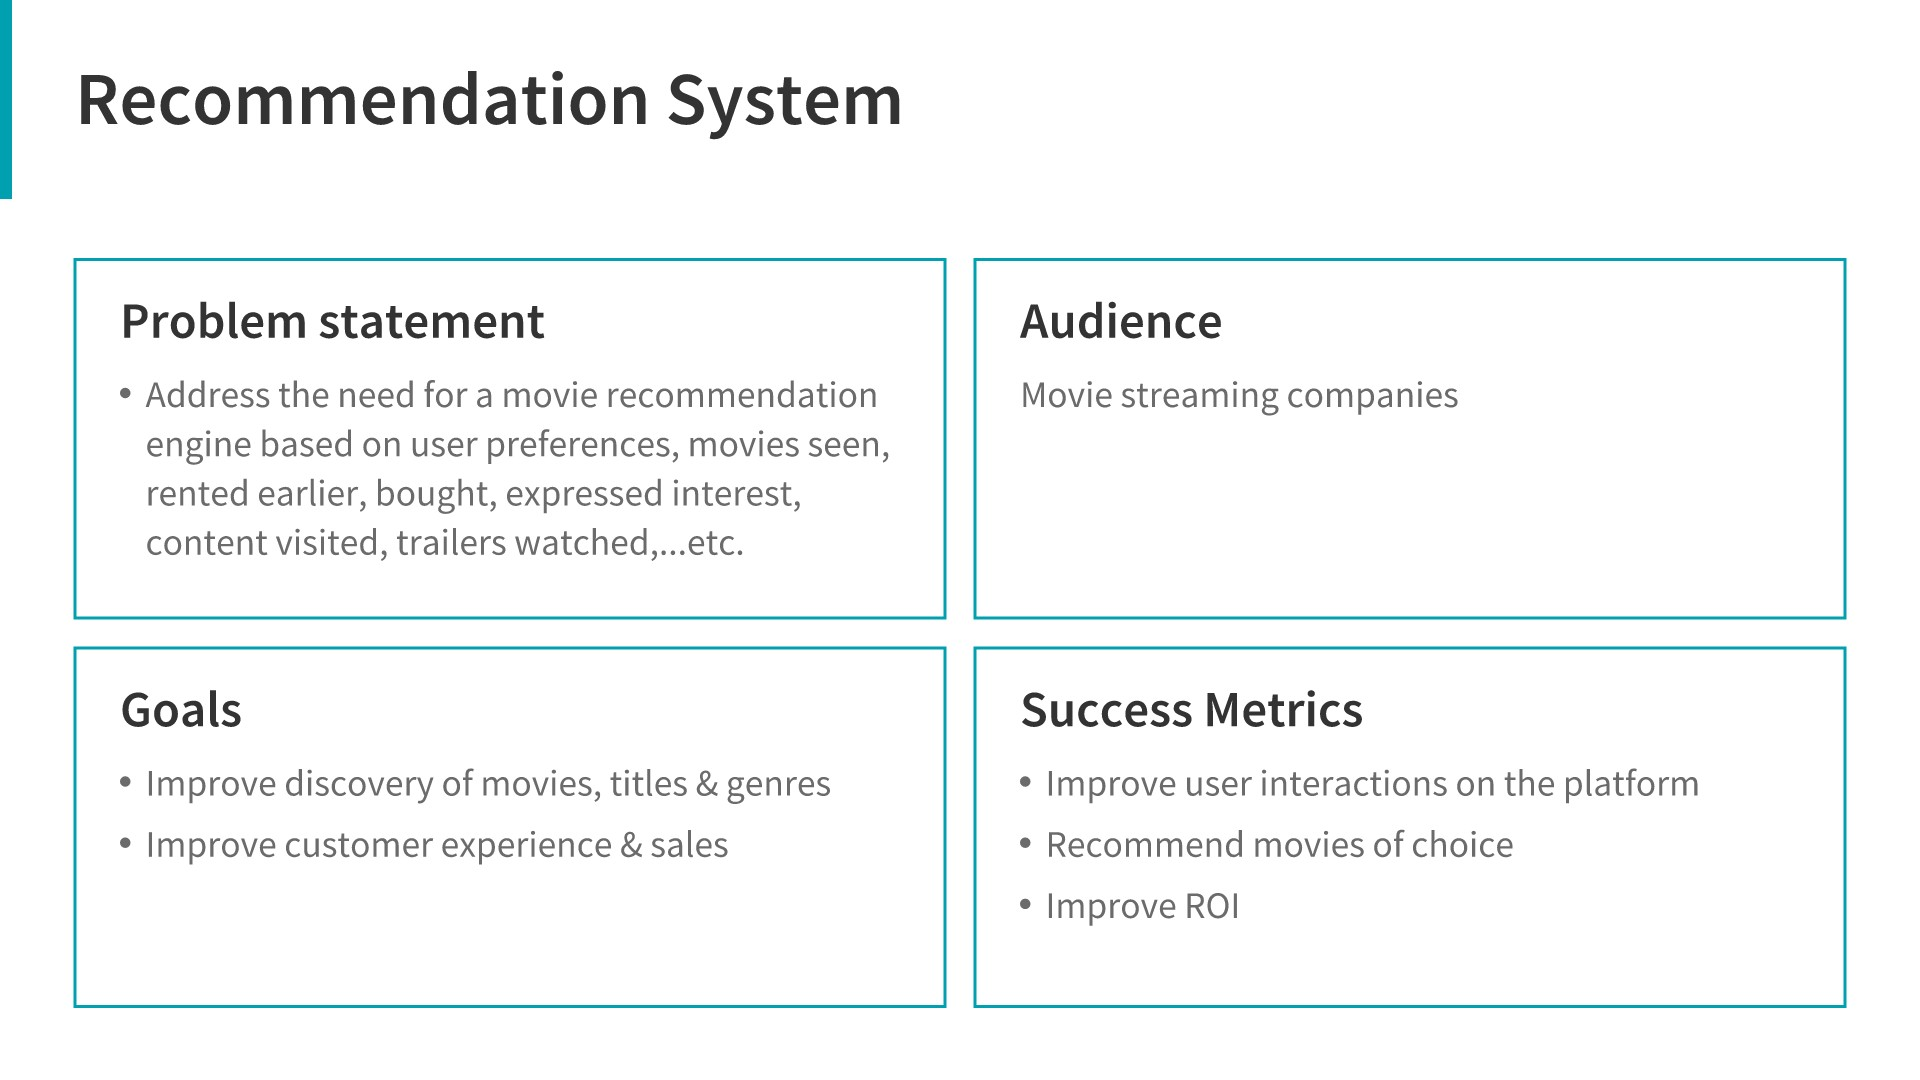 Recommendation System
Problem statement
• Address the need for a movie recommendation
engine based on user preferences, movies seen,
rented earlier, bought, expressed interest,
content visited, trailers watched,...etc.
Audience
Movie streaming companies
Goals
• Improve discovery of movies, titles & genres
• Improve customer experience & sales
Success Metrics
• Improve user interactions on the platform
• Recommend movies of choice
• Improve ROI